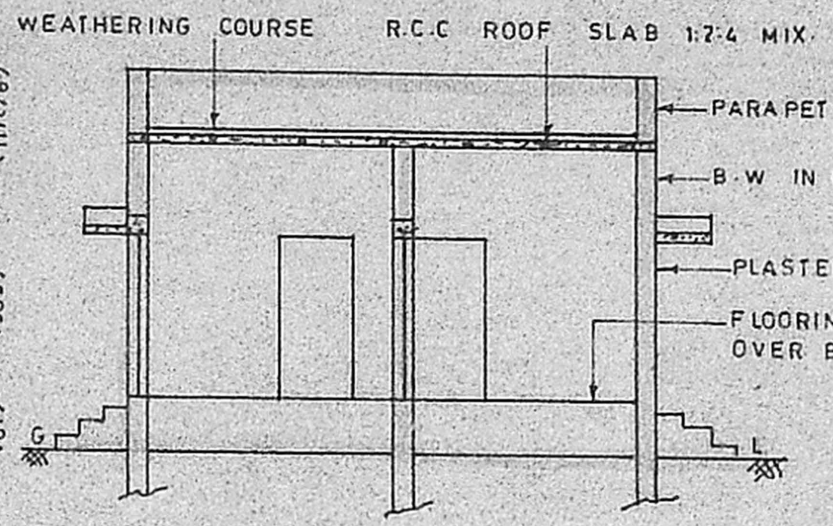 WEATHERING COURSE R.C.C ROOF SLAB 1:2:4 MIX.
PARAPET
B.W IN
PLASTE
FLOORIN
OVER
G
L